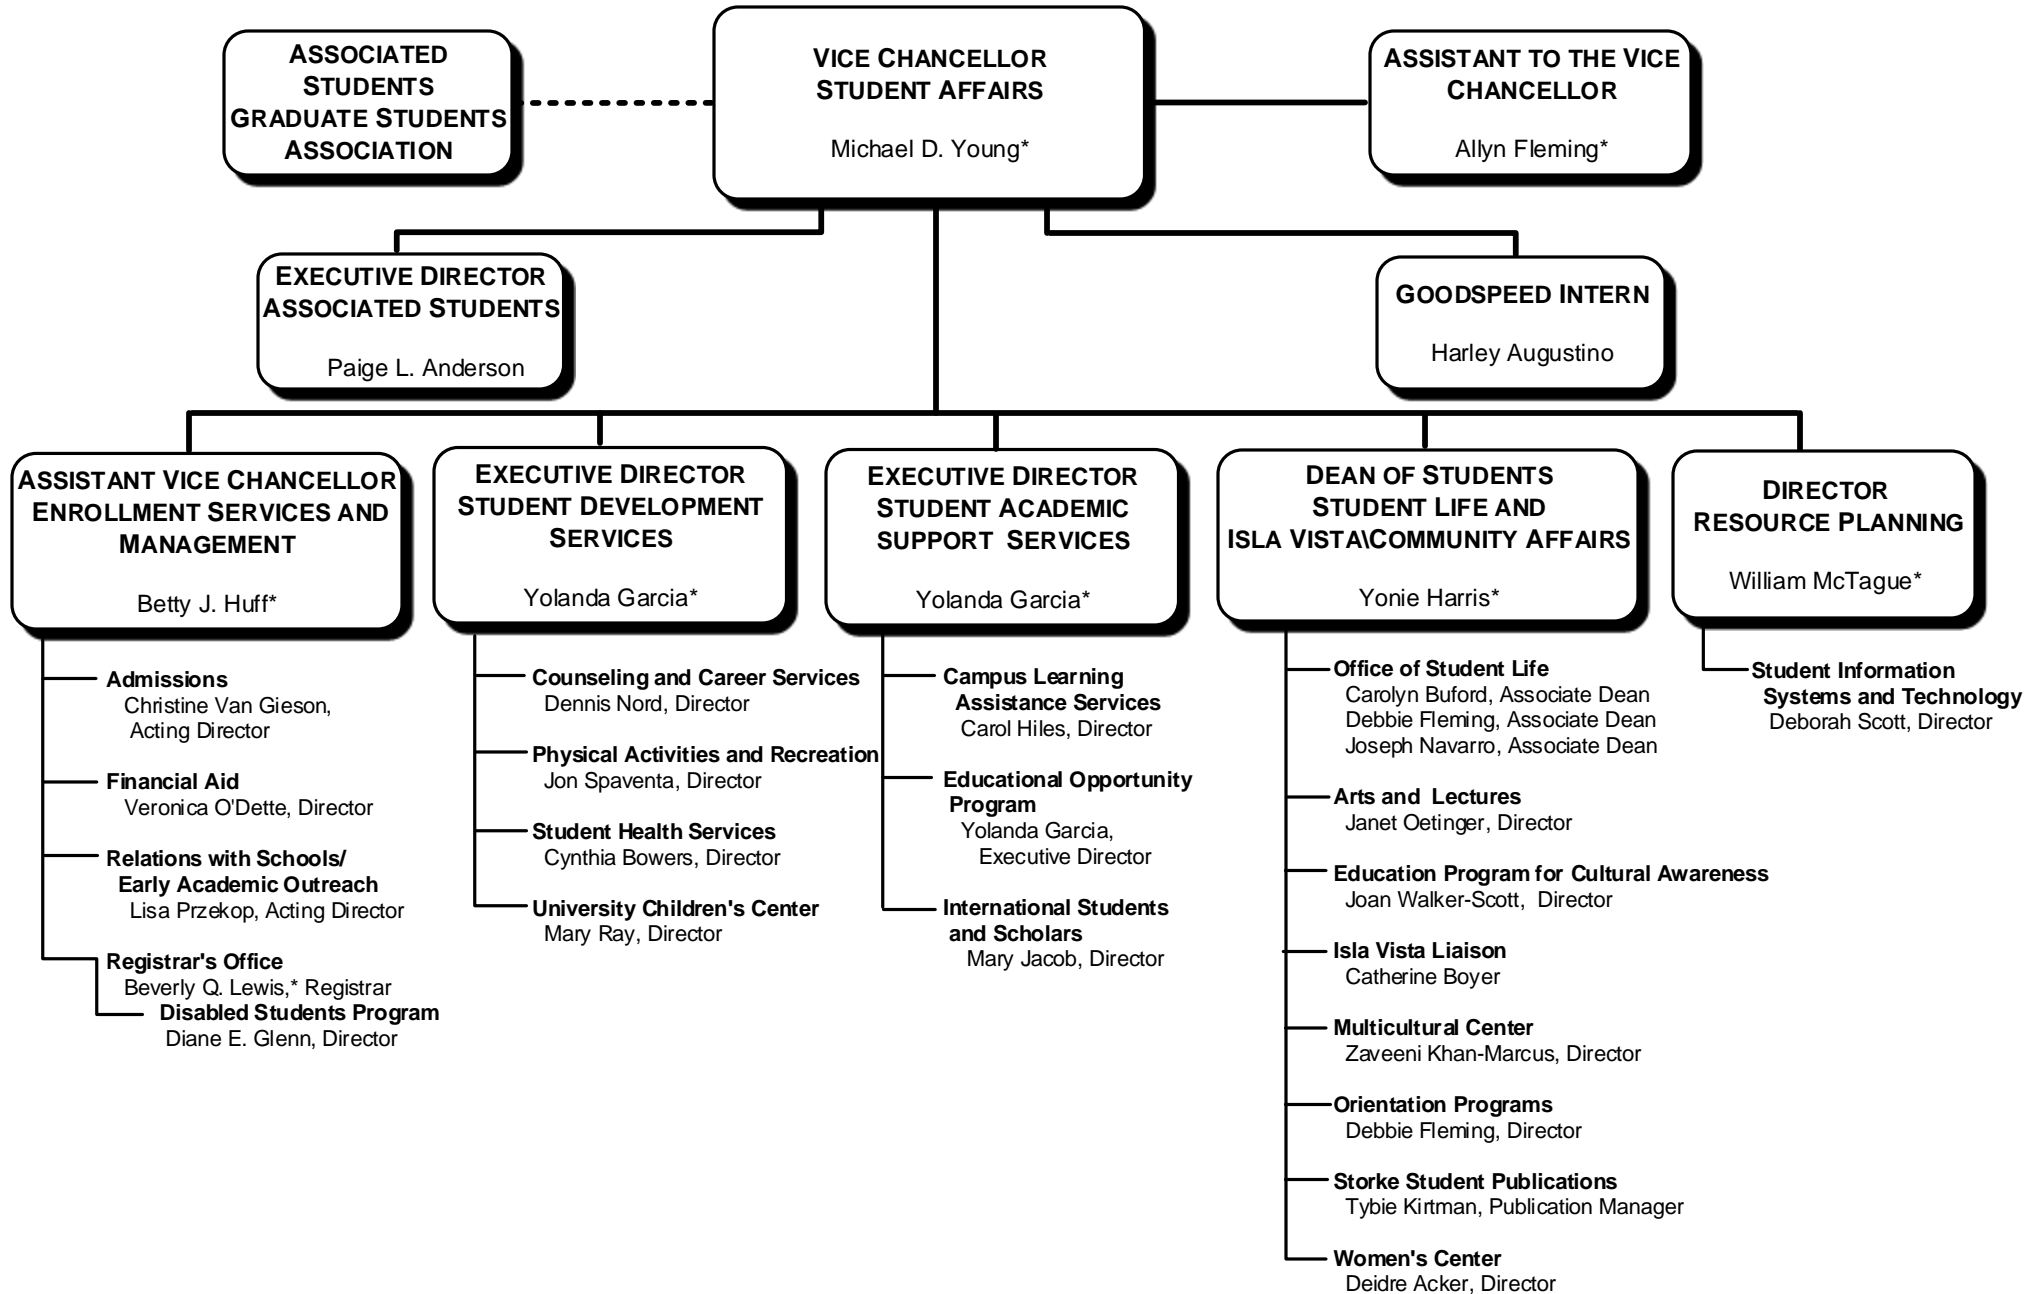 ASSOCIATED
STUDENTS
GRADUATE STUDENTS
ASSOCIATION
VICE CHANCELLOR
STUDENT AFFAIRS
Michael D. Young*
ASSISTANT TO THE VICE
CHANCELLOR
Allyn Fleming*
EXECUTIVE DIRECTOR
ASSOCIATED STUDENTS
Paige L. Anderson
GOODSPEED INTERN
Harley Augustino
ASSISTANT VICE CHANCELLOR
ENROLLMENT SERVICES AND
MANAGEMENT
Betty J. Huff*
EXECUTIVE DIRECTOR
STUDENT DEVELOPMENT
SERVICES
Yolanda Garcia*
EXECUTIVE DIRECTOR
STUDENT ACADEMIC
SUPPORT SERVICES
Yolanda Garcia*
DEAN OF STUDENTS
STUDENT LIFE AND
ISLA VISTA\COMMUNITY AFFAIRS
Yonie Harris*
DIRECTOR
RESOURCE PLANNING
William McTague*
Admissions
Christine Van Gieson,
Acting Director
Financial Aid
Veronica O'Dette, Director
Relations with Schools/
Early Academic Outreach
Lisa Przekop, Acting Director
Registrar's Office
Beverly Q. Lewis,* Registrar
Disabled Students Program
Diane E. Glenn, Director
Counseling and Career Services
Dennis Nord, Director
Physical Activities and Recreation
Jon Spaventa, Director
Student Health Services
Cynthia Bowers, Director
University Children's Center
Mary Ray, Director
Campus Learning
Assistance Services
Carol Hiles, Director
Educational Opportunity
Program
Yolanda Garcia,
Executive Director
International Students
and Scholars
Mary Jacob, Director
Office of Student Life
Carolyn Buford, Associate Dean
Debbie Fleming, Associate Dean
Joseph Navarro, Associate Dean
Arts and Lectures
Janet Oetinger, Director
Education Program for Cultural Awareness
Joan Walker-Scott, Director
Isla Vista Liaison
Catherine Boyer
Multicultural Center
Zaveeni Khan-Marcus, Director
Orientation Programs
Debbie Fleming, Director
Storke Student Publications
Tybie Kirtman, Publication Manager
Women's Center
Deidre Acker, Director
Student Information
Systems and Technology
Deborah Scott, Director